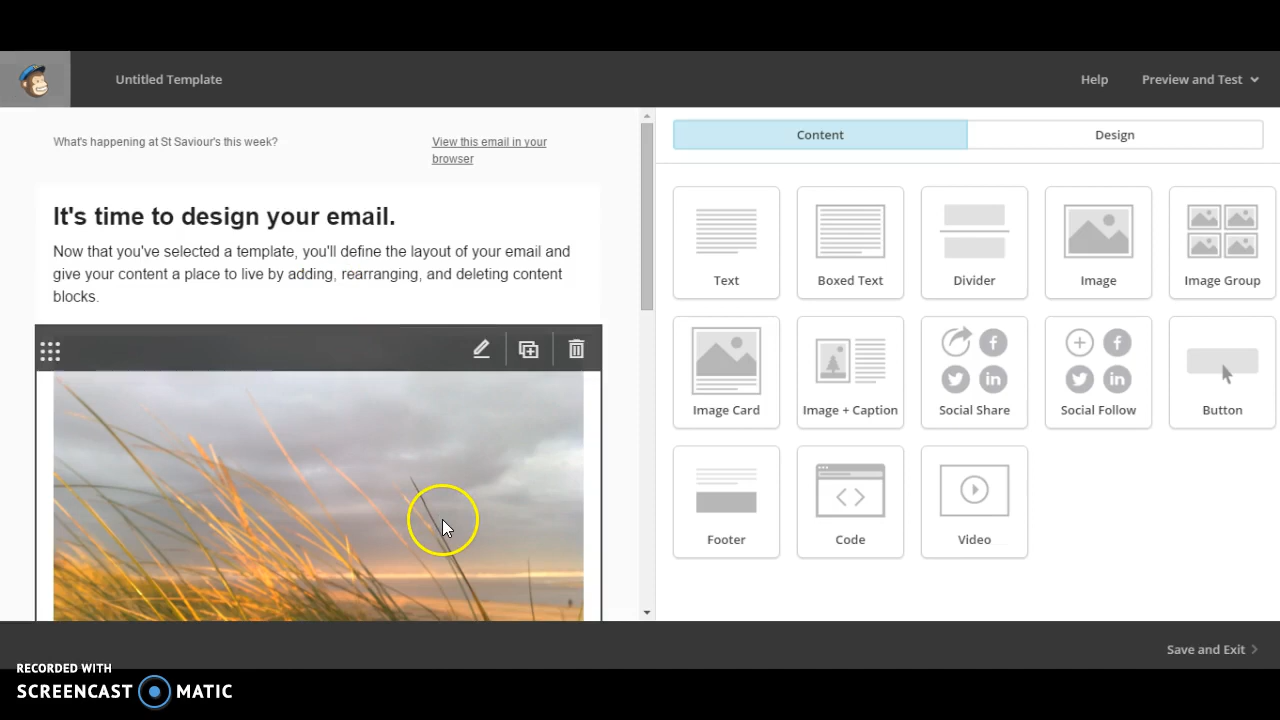 Untitled Template
Help
Preview and Test
What's happening at St Saviour's this week?
View this email in your
browser
It's time to design your email.
Now that you've selected a template, you'll define the layout of your email and
give your content a place to live by adding, rearranging, and deleting content
blocks.
Content
Design
Text
Boxed Text
Divider
Image
Image Group
Image Card
Image + Caption
Social Share
Social Follow
Button
Footer
Code
Video
Save and Exit
RECORDED WITH
SCREENCAST MATIC